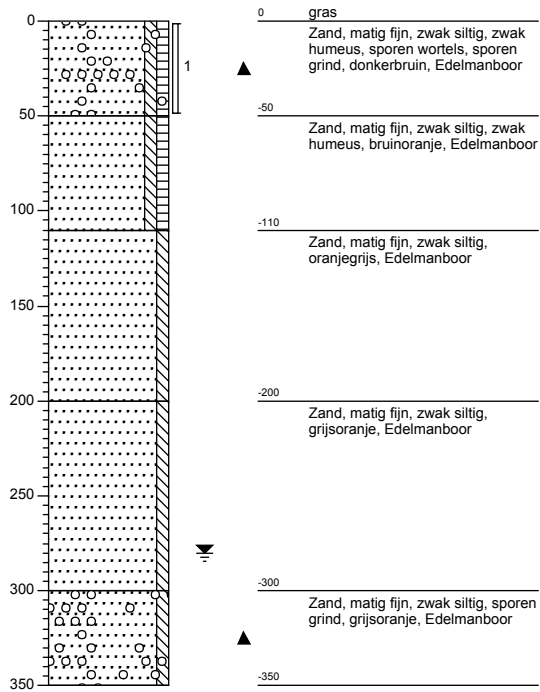 0
50
100
150
200
250
300
350
1
0 gras
Zand, matig fijn, zwak siltig, zwak
humeus, sporen wortels, sporen
grind, donkerbruin, Edelmanboor
-50
Zand, matig fijn, zwak siltig, zwak
humeus, bruinoranje, Edelmanboor
-110
Zand, matig fijn, zwak siltig,
oranjegrijs, Edelmanboor
-200
Zand, matig fijn, zwak siltig,
grijsoranje, Edelmanboor
-300
Zand, matig fijn, zwak siltig, sporen
grind, grijsoranje, Edelmanboor
-350